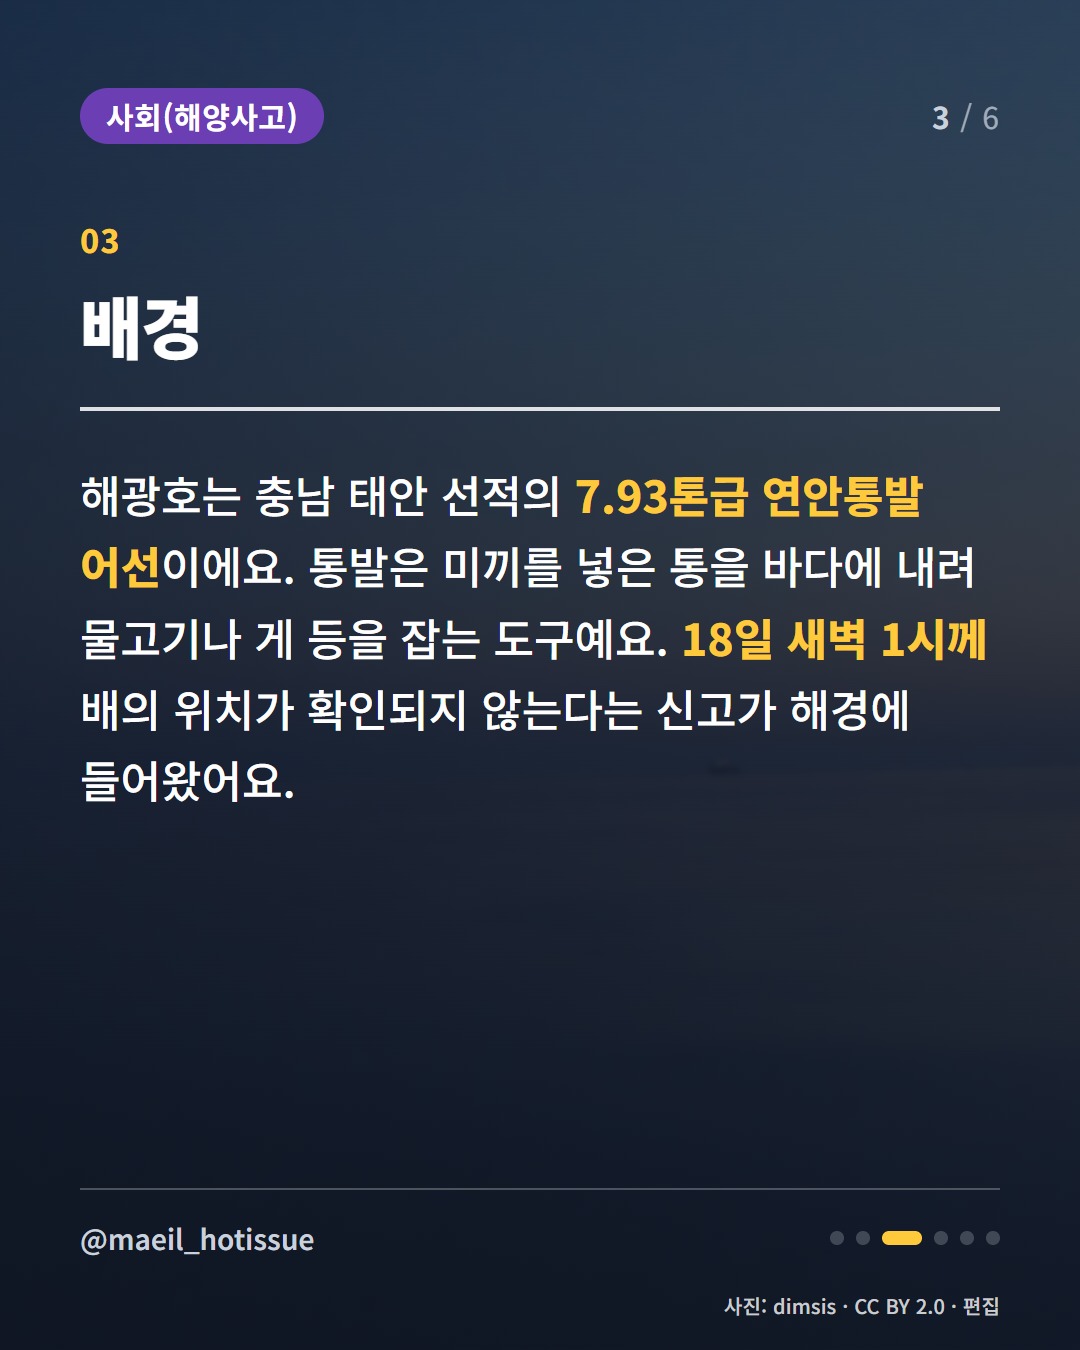 사회(해양사고)
3 / 6
03
배경
해광호는 충남 태안 선적의 7.93톤급 연안통발
어선이에요. 통발은 미끼를 넣은 통을 바다에 내려
물고기나 게 등을 잡는 도구예요. 18일 새벽 1시께
배의 위치가 확인되지 않는다는 신고가 해경에
들어왔어요.
@maeil_hotissue
사진: dimsis · CC BY 2.0 · 편집